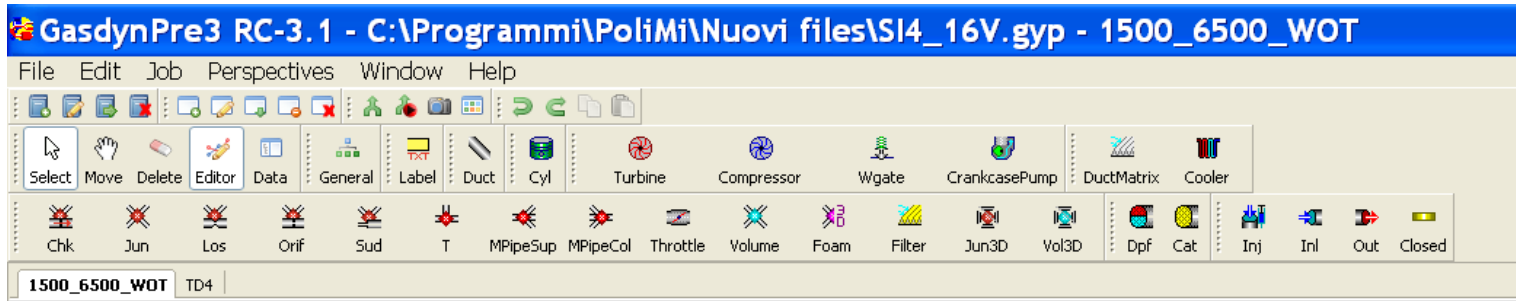 GasdynPre3 RC-3.1 - C:\Programmi\PoliMi\Nuovi files\SI4_16V.gyp - 1500_6500_WOT
File Edit Job Perspectives Window Help
TXT
Select Move Delete Editor Data General Label Duct Cyl Turbine Compressor Wgate CrankcasePump DuctMatrix Cooler
Chk Jun Los Orif Sud T MPipeSup MPipeCol Throttle Volume Foam Filter Jun3D Vol3D Dpf Cat Inj Inl Out Closed
1500_6500_WOT TD4